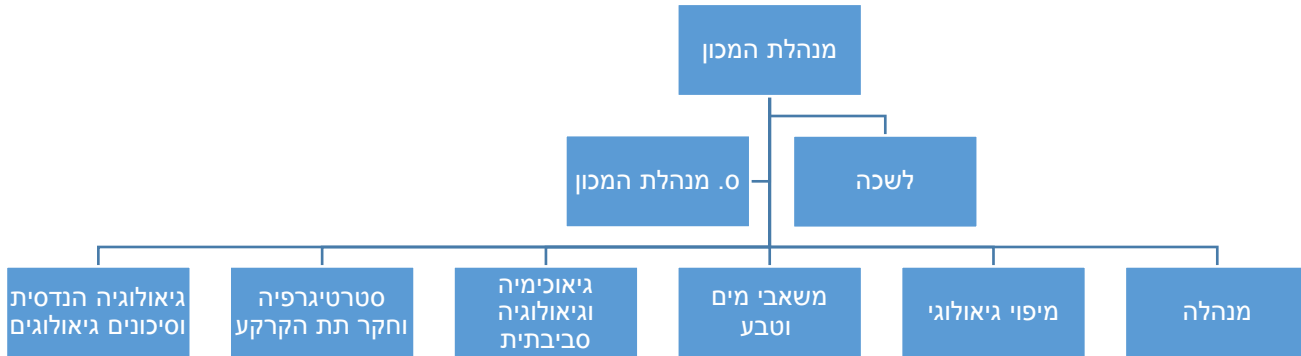 מנהלת המכון
לשכה
ס. מנהלת המכון
מנהלה
מיפוי גיאולוגי
משאבי מים
וטבע
גיאוכימיה
וגיאולוגיה
סביבתית
סטרטיגרפיה
וחקר תת הקרקע
גיאולוגיה הנדסית
וסיכונים גיאולוגים